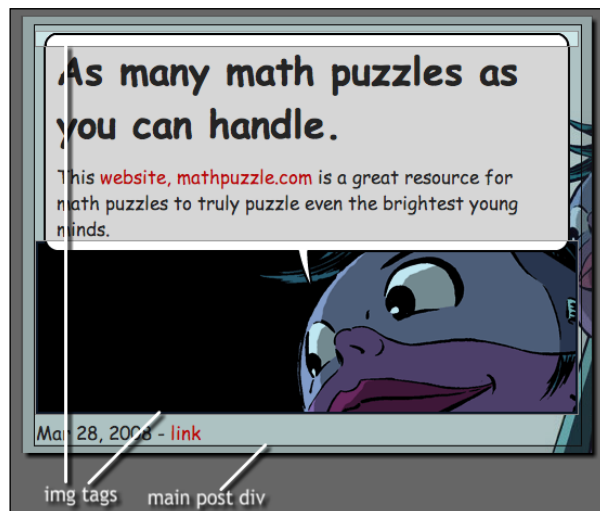 As many math puzzles as
you can handle.
This website, mathpuzzle.com is a great resource for
math puzzles to truly puzzle even the brightest young
minds.
Mar 28, 2008 - link
img tags
main post div